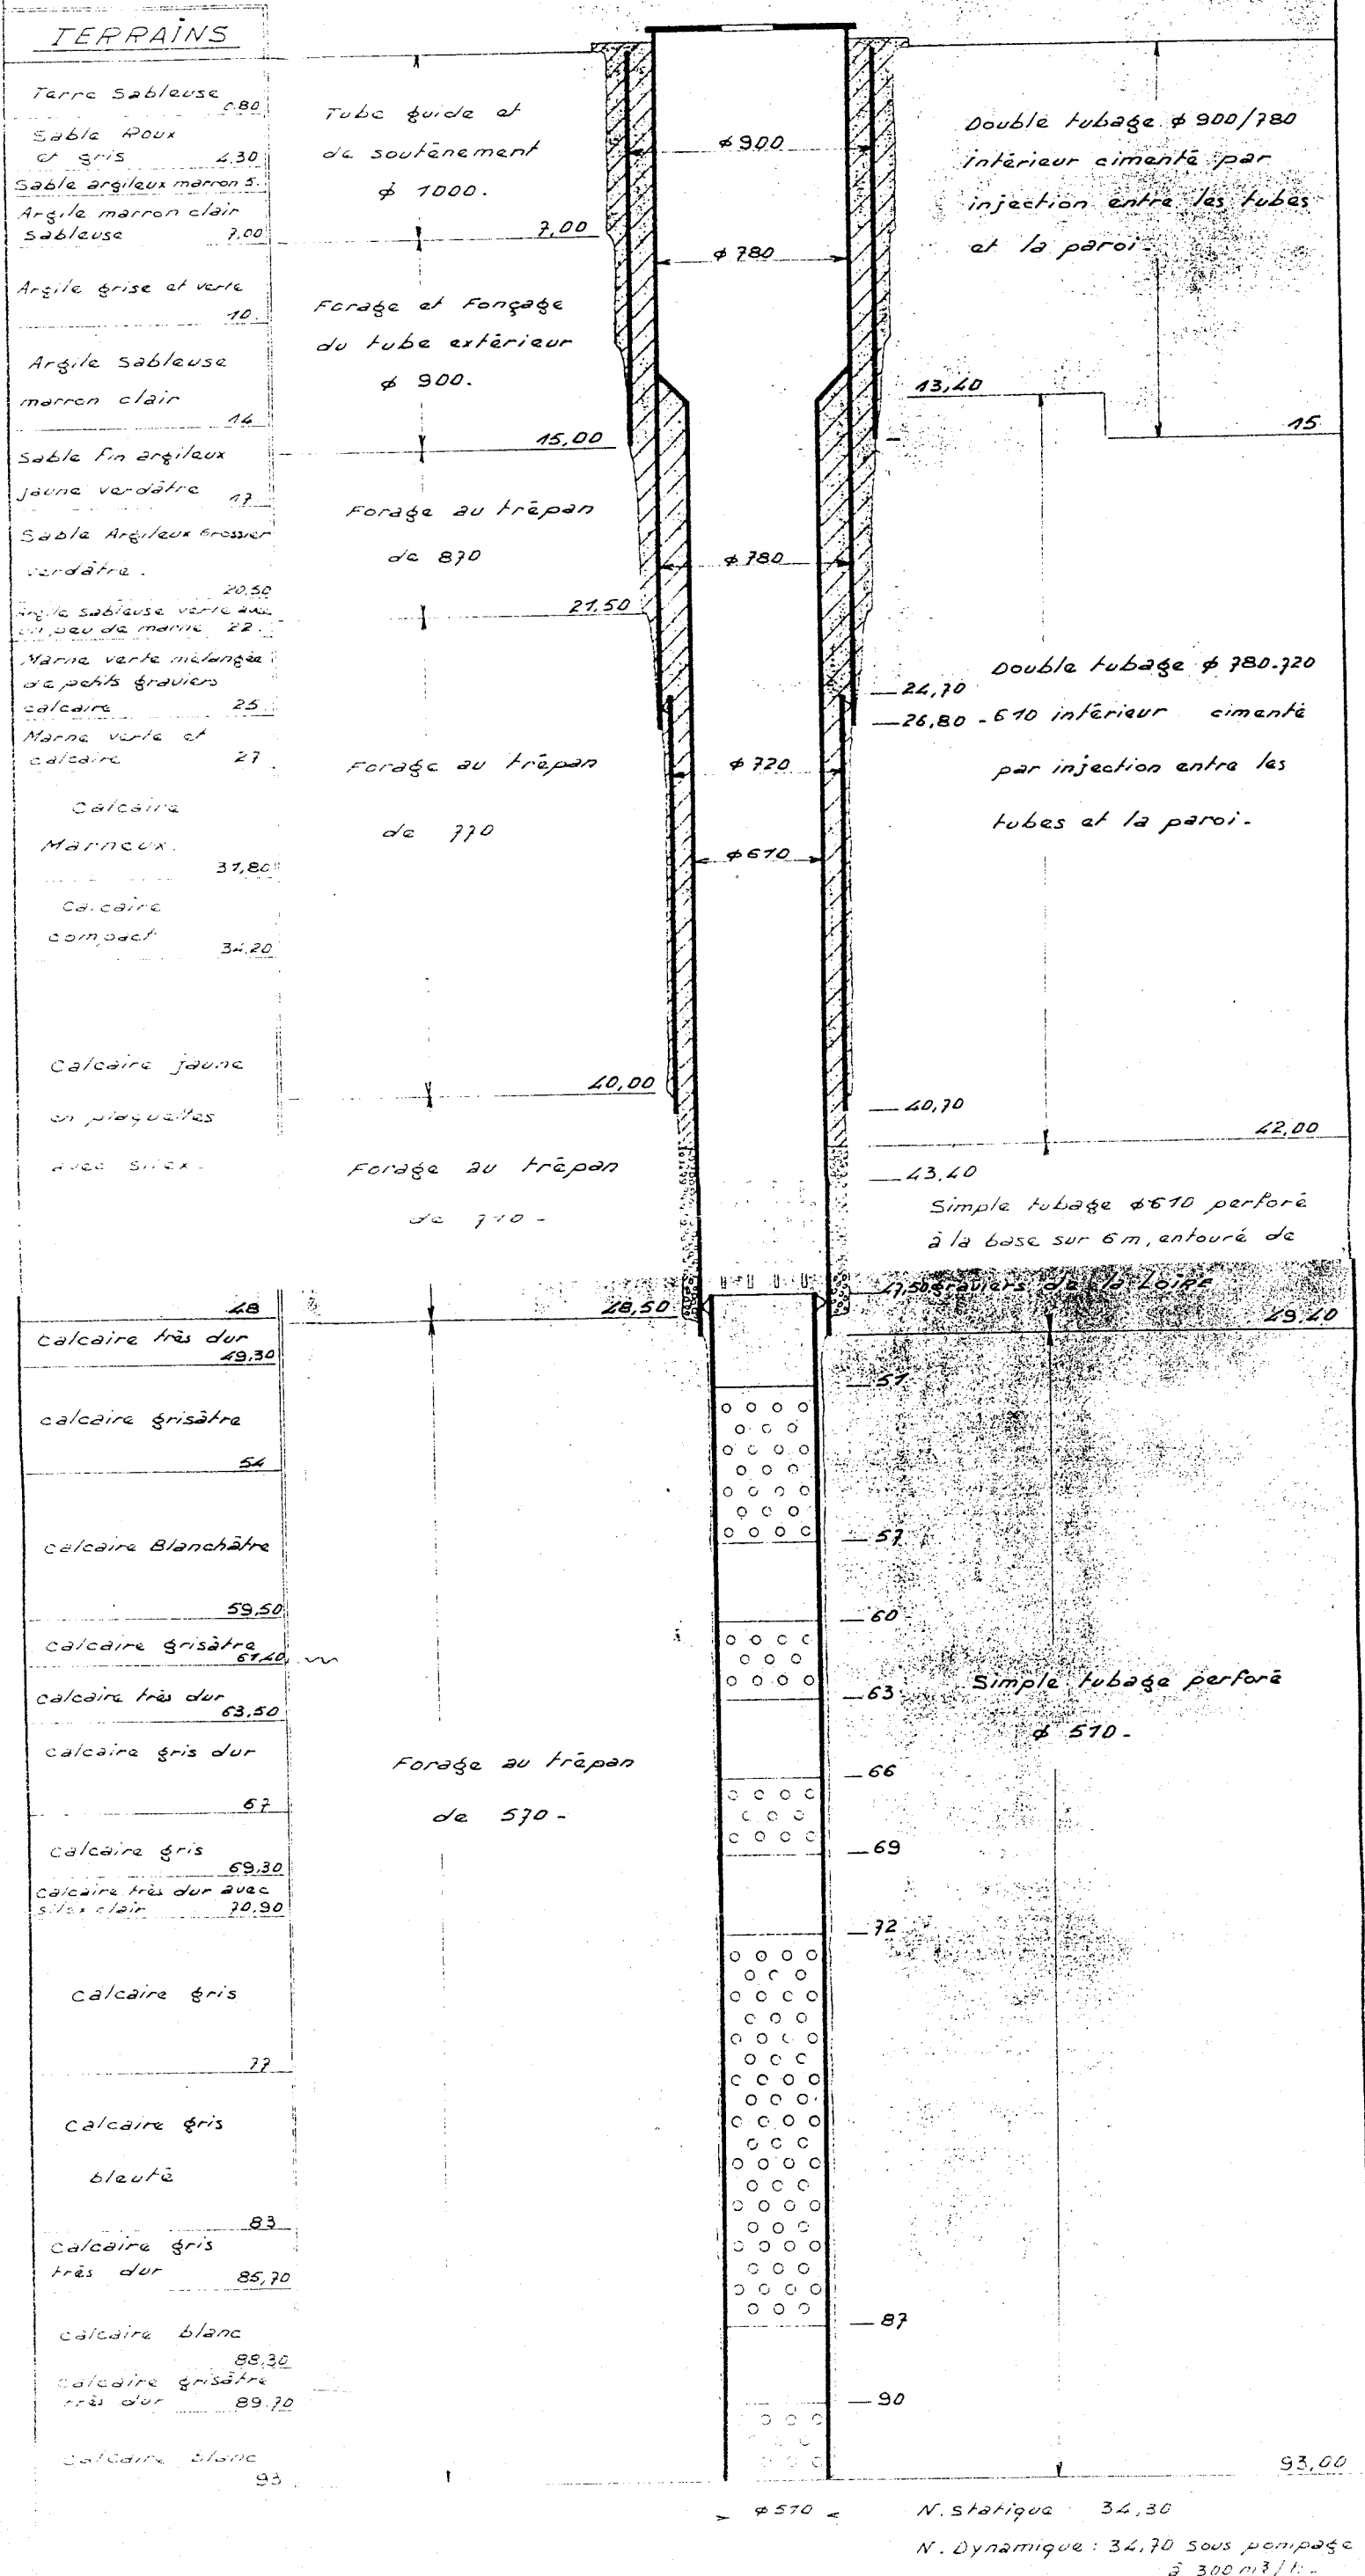 TERRAINS
Terre Sableuse
0.80
Sable Roux
et gris 4.30
Sable argileux marron 5.
Argile marron clair
Sableuse 7,00
Argile grise et verte
10.
Argile Sableuse
marron clair
14
Sable Fin argileux
jaune verdâtre 17
Sable Argileux Grossier
verdâtre.
20,50
Argile sableuse verte avec
un peu de marne 22.
Marne verte mélangée
de petits graviers
calcaire 25
Marne verte et
calcaire 27
Calcaire
Marneux.
31,80
Calcaire
compact
34,20
Calcaire jaune
en plaquettes
avec silex.
48
Calcaire très dur
49,30
calcaire grisâtre
54
calcaire Blanchâtre
59,50
calcaire grisâtre
61,40
calcaire très dur
63,50
calcaire gris dur
67
calcaire gris
69,30
calcaire très dur avec
silex clair 70,90
calcaire gris
77
calcaire gris
bleuté
83
calcaire gris
très dur 85,70
calcaire blanc
88,30
calcaire grisâtre
très dur 89.70
calcaire blanc
93
Tube guide et
de soutènement
ϕ 1000.
7,00
Forage et Fonçage
du tube extérieur
ϕ 900.
15,00
Forage au trépan
de 870
21,50
Forage au trépan
de 770
40,00
Forage au trépan
de 710 -
48,50
Forage au trépan
de 570 -
ϕ 900
ϕ 780
ϕ 780
ϕ 720
ϕ 610
ϕ 510
Double tubage ϕ 900/780
intérieur cimenté par
injection entre les tubes
et la paroi.
13,40
15
Double tubage ϕ 780.720
24,70
26,80 - 610 intérieur cimenté
par injection entre les
tubes et la paroi-
40,70
42,00
43,40
Simple tubage ϕ 610 perforé
à la base sur 6 m, entouré de
47,50 graviers de la Loire
49.40
51
57
60
63
Simple tubage perforé
ϕ 510 -
66
69
72
87
90
93,00
N. statique 34,30
N. Dynamique : 34,70 sous pompage
à 300 m3/h.-